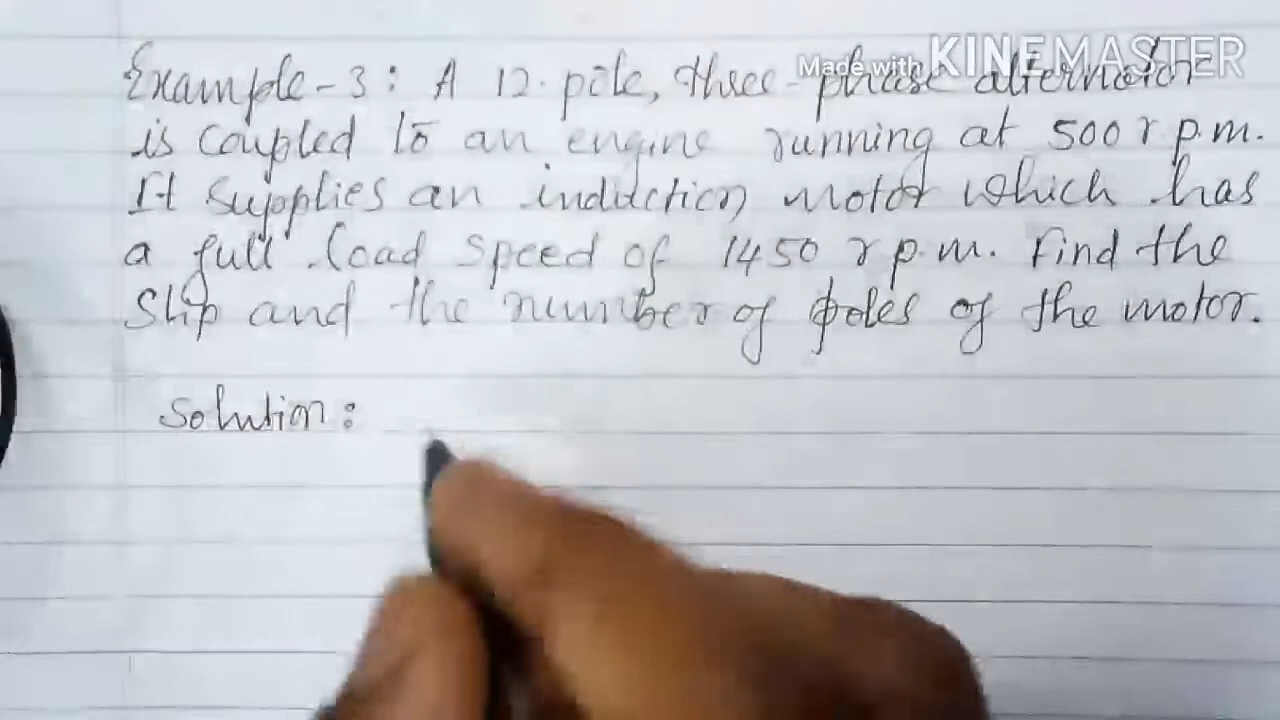 Made with KINEMASTER
Example-3: A 12-pole, three-phase alternator
is coupled to an engine running at 500 r.p.m.
It supplies an induction motor which has
a full load speed of 1450 r.p.m. Find the
slip and the number of poles of the motor.
Solution: